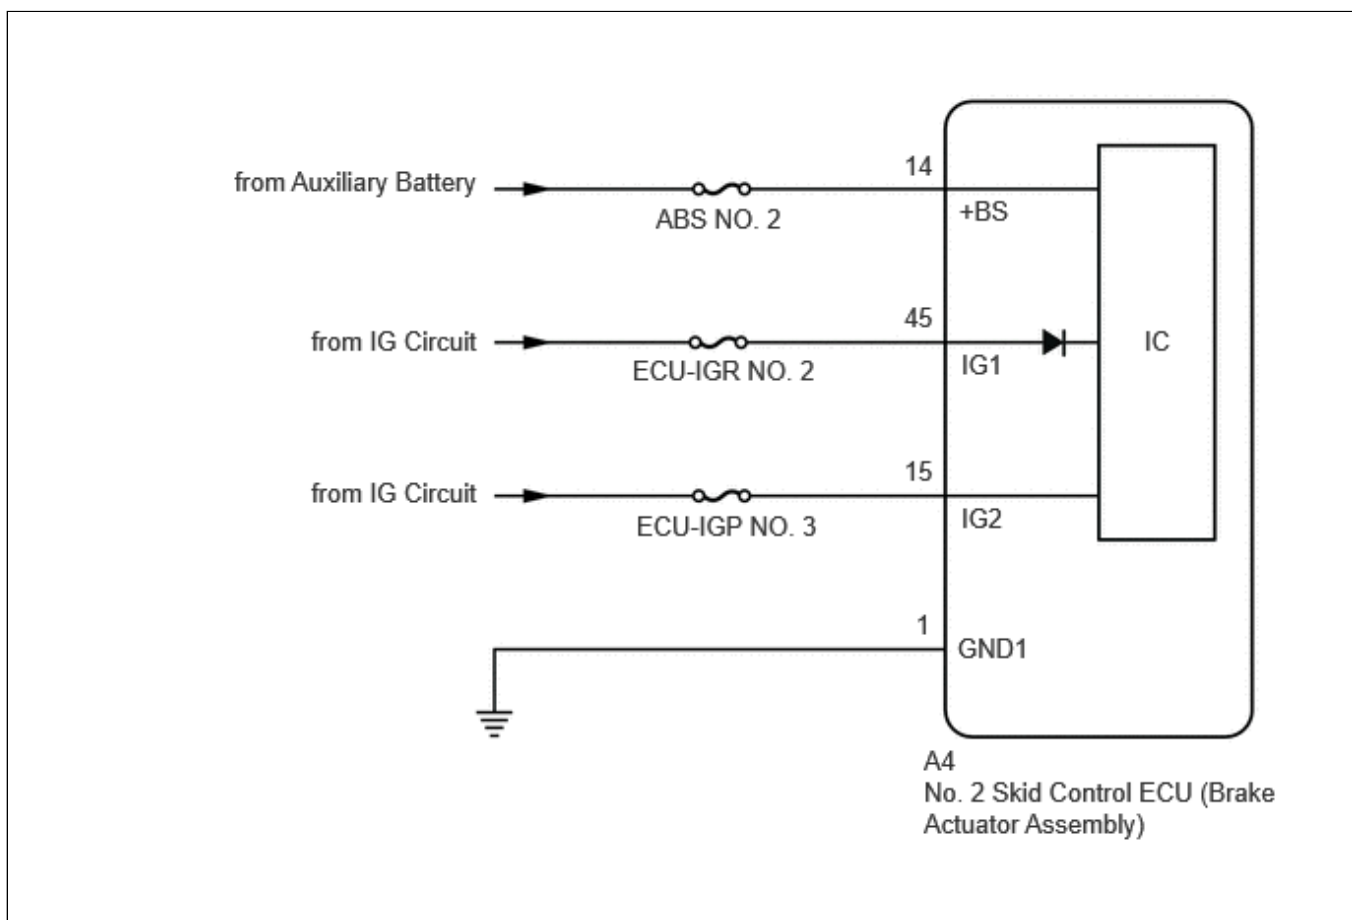 from Auxiliary Battery
ABS NO. 2
14
+BS
from IG Circuit
ECU-IGR NO. 2
45
IG1
IC
from IG Circuit
ECU-IGP NO. 3
15
IG2
1
GND1
A4
No. 2 Skid Control ECU (Brake
Actuator Assembly)